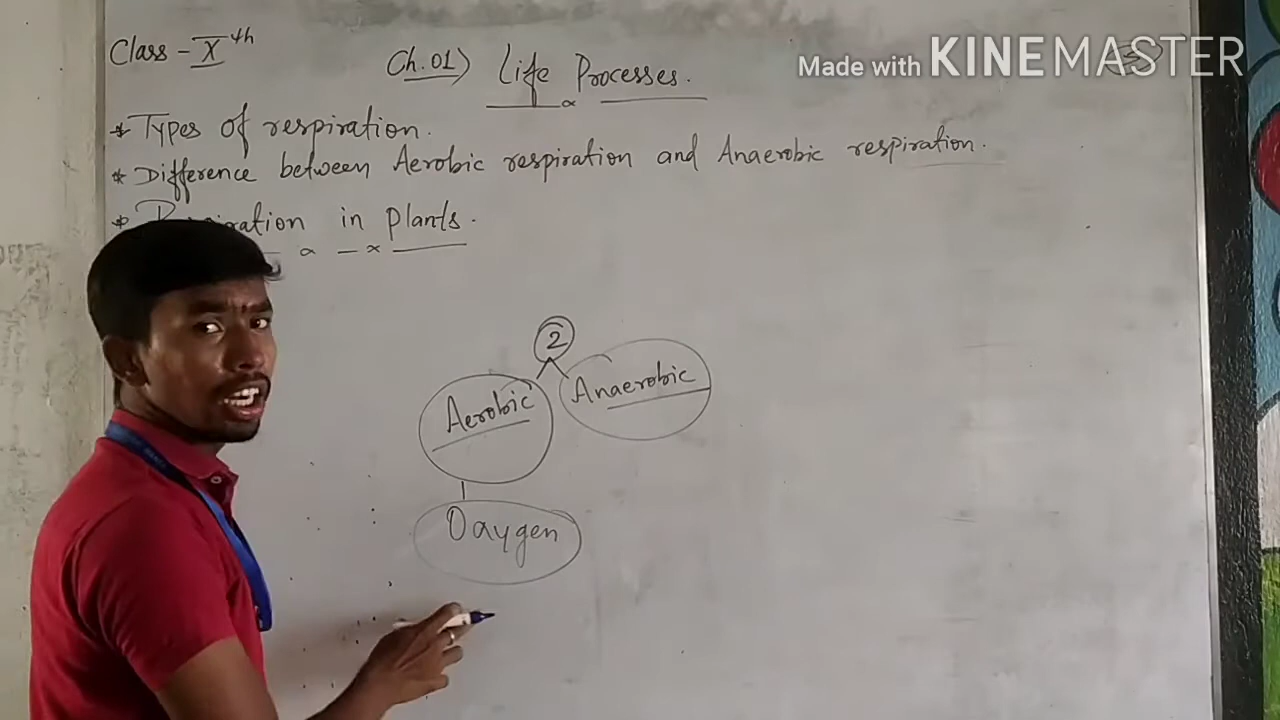 Class - Xth
Ch. 01) Life Processes.
Made with KINEMASTER
* Types of respiration.
* Difference between Aerobic respiration and Anaerobic respiration.
* in plants.
2
Aerobic
Anaerobic
Oxygen